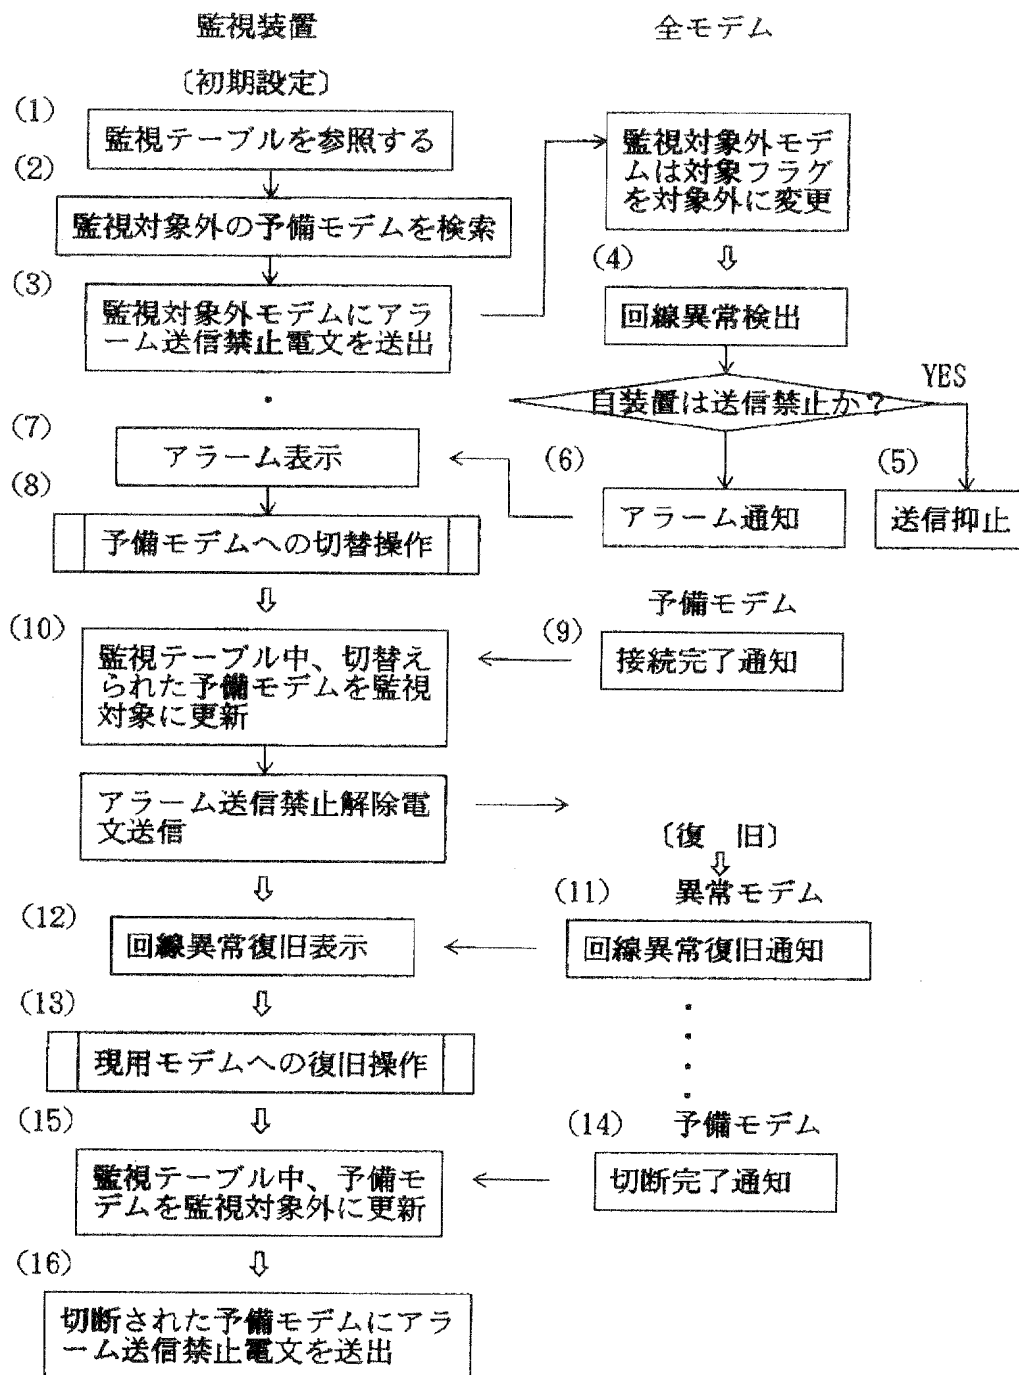 監視装置
全モデム
〔初期設定〕
(1)
監視テーブルを参照する
監視対象外モデ
ムは対象フラグ
を対象外に変更
(2)
監視対象外の予備モデムを検索
(3)
監視対象外モデムにアラ
ーム送信禁止電文を送出
(4)
回線異常検出
自装置は送信禁止か?
YES
(7)
アラーム表示
(6)
アラーム通知
(5)
送信抑止
(8)
予備モデムへの切替操作
予備モデム
(9)
接続完了通知
(10)
監視テーブル中、切替え
られた予備モデムを監視
対象に更新
アラーム送信禁止解除電
文送信
〔復 旧〕
(11)
異常モデム
回線異常復旧通知
(12)
回線異常復旧表示
(13)
現用モデムへの復旧操作
(14)
予備モデム
切断完了通知
(15)
監視テーブル中、予備モ
デムを監視対象外に更新
(16)
切断された予備モデムにアラ
ーム送信禁止電文を送出